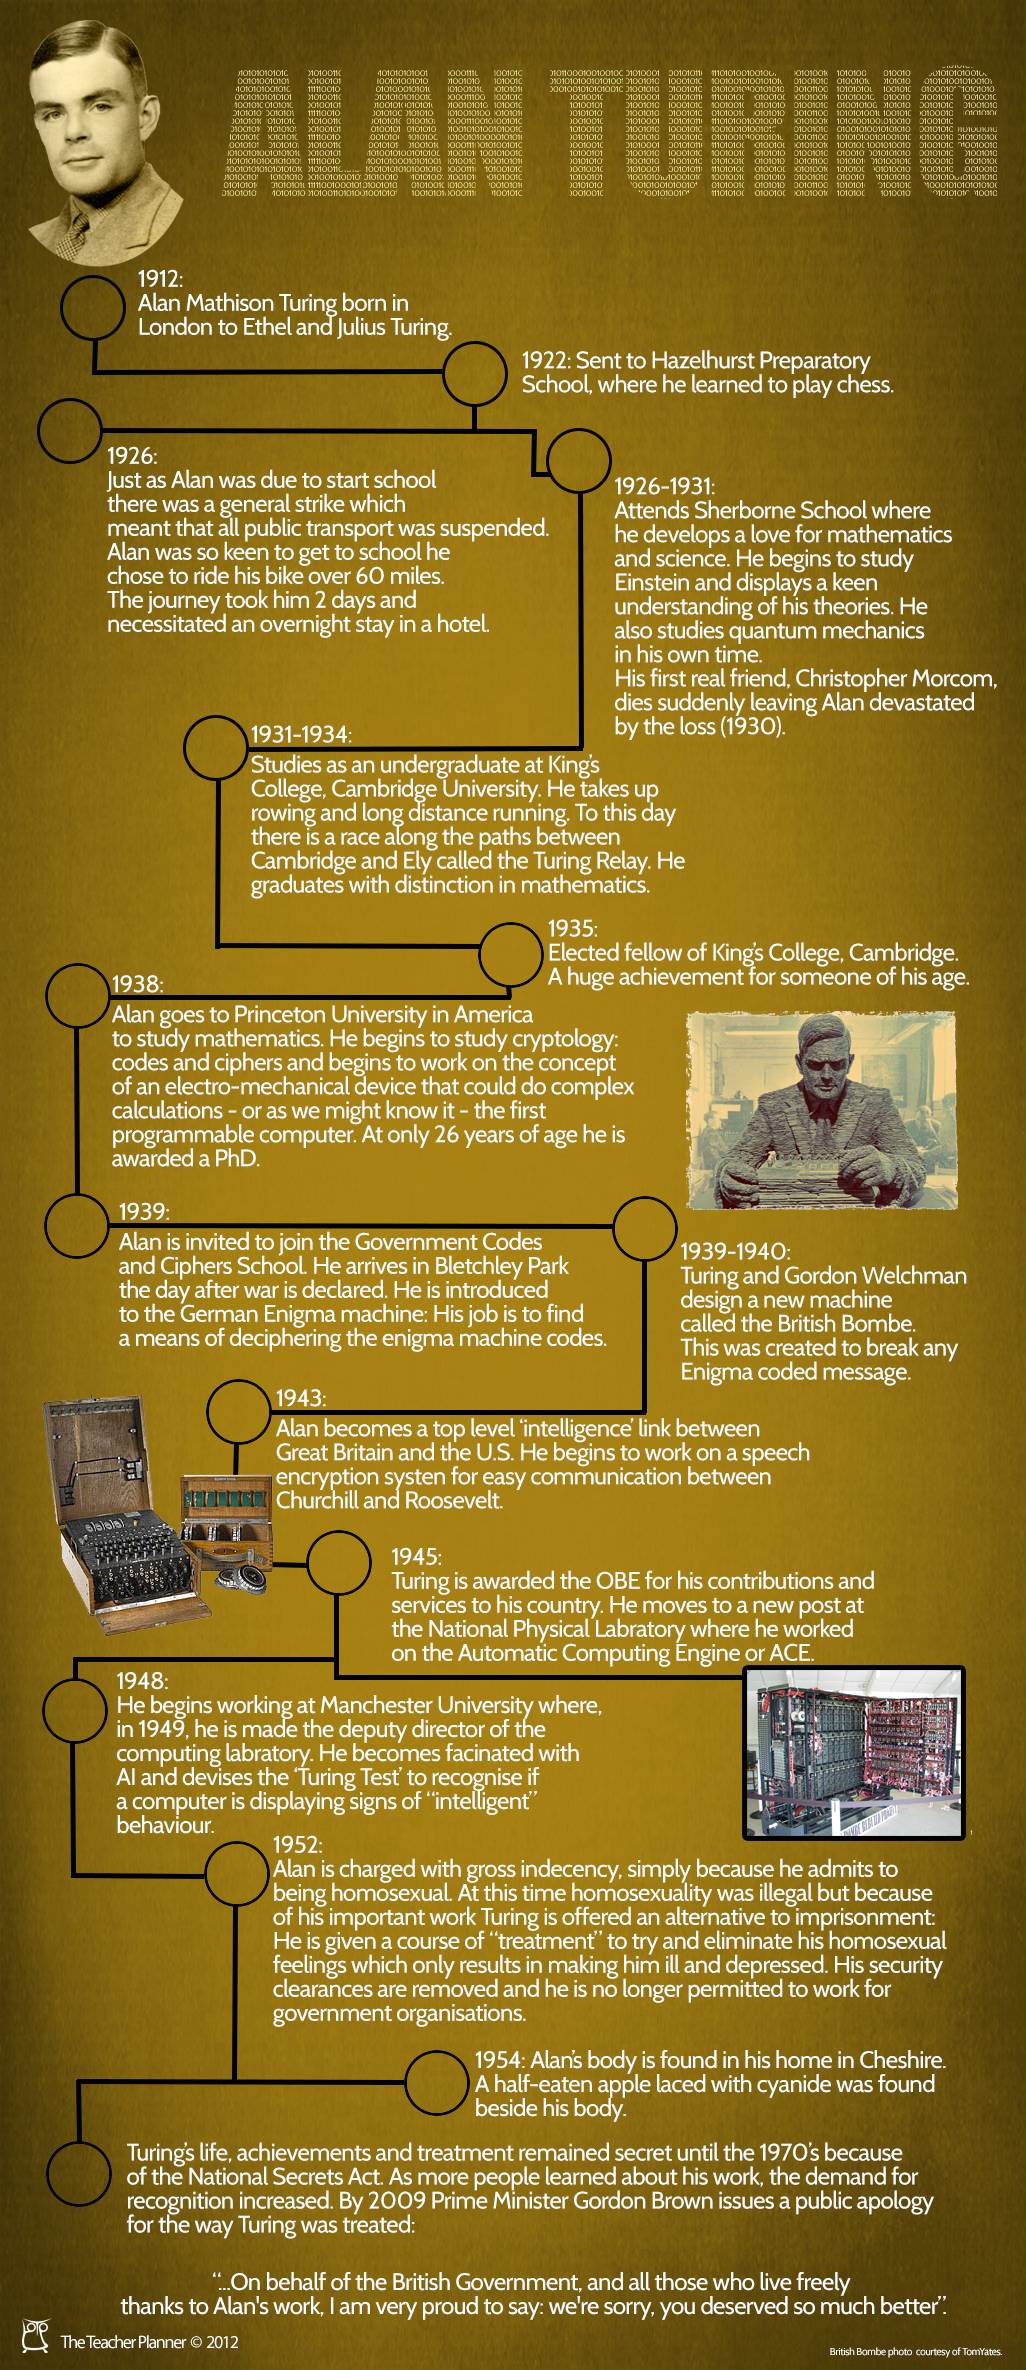 ALAN TURING
1912:
Alan Mathison Turing born in
London to Ethel and Julius Turing.
1922: Sent to Hazelhurst Preparatory
School, where he learned to play chess.
1926:
Just as Alan was due to start school
there was a general strike which
meant that all public transport was suspended.
Alan was so keen to get to school he
chose to ride his bike over 60 miles.
The journey took him 2 days and
necessitated an overnight stay in a hotel.
1926-1931:
Attends Sherborne School where
he develops a love for mathematics
and science. He begins to study
Einstein and displays a keen
understanding of his theories. He
also studies quantum mechanics
in his own time.
His first real friend, Christopher Morcom,
dies suddenly leaving Alan devastated
by the loss (1930).
1931-1934:
Studies as an undergraduate at King's
College, Cambridge University. He takes up
rowing and long distance running. To this day
there is a race along the paths between
Cambridge and Ely called the Turing Relay. He
graduates with distinction in mathematics.
1935:
Elected fellow of King's College, Cambridge.
A huge achievement for someone of his age.
1938:
Alan goes to Princeton University in America
to study mathematics. He begins to study cryptology:
codes and ciphers and begins to work on the concept
of an electro-mechanical device that could do complex
calculations - or as we might know it - the first
programmable computer. At only 26 years of age he is
awarded a PhD.
1939:
Alan is invited to join the Government Codes
and Ciphers School. He arrives in Bletchley Park
the day after war is declared. He is introduced
to the German Enigma machine: His job is to find
a means of deciphering the enigma machine codes.
1939-1940:
Turing and Gordon Welchman
design a new machine
called the British Bombe.
This was created to break any
Enigma coded message.
1943:
Alan becomes a top level 'intelligence' link between
Great Britain and the U.S. He begins to work on a speech
encryption systen for easy communication between
Churchill and Roosevelt.
1945:
Turing is awarded the OBE for his contributions and
services to his country. He moves to a new post at
the National Physical Labratory where he worked
on the Automatic Computing Engine or ACE.
1948:
He begins working at Manchester University where,
in 1949, he is made the deputy director of the
computing labratory. He becomes facinated with
AI and devises the 'Turing Test' to recognise if
a computer is displaying signs of "intelligent"
behaviour.
1952:
Alan is charged with gross indecency, simply because he admits to
being homosexual. At this time homosexuality was illegal but because
of his important work Turing is offered an alternative to imprisonment:
He is given a course of "treatment" to try and eliminate his homosexual
feelings which only results in making him ill and depressed. His security
clearances are removed and he is no longer permitted to work for
government organisations.
1954: Alan's body is found in his home in Cheshire.
A half-eaten apple laced with cyanide was found
beside his body.
Turing's life, achievements and treatment remained secret until the 1970's because
of the National Secrets Act. As more people learned about his work, the demand for
recognition increased. By 2009 Prime Minister Gordon Brown issues a public apology
for the way Turing was treated:
"...On behalf of the British Government, and all those who live freely
thanks to Alan's work, I am very proud to say: we're sorry, you deserved so much better".
The Teacher Planner © 2012
British Bombe photo courtesy of TomYates.